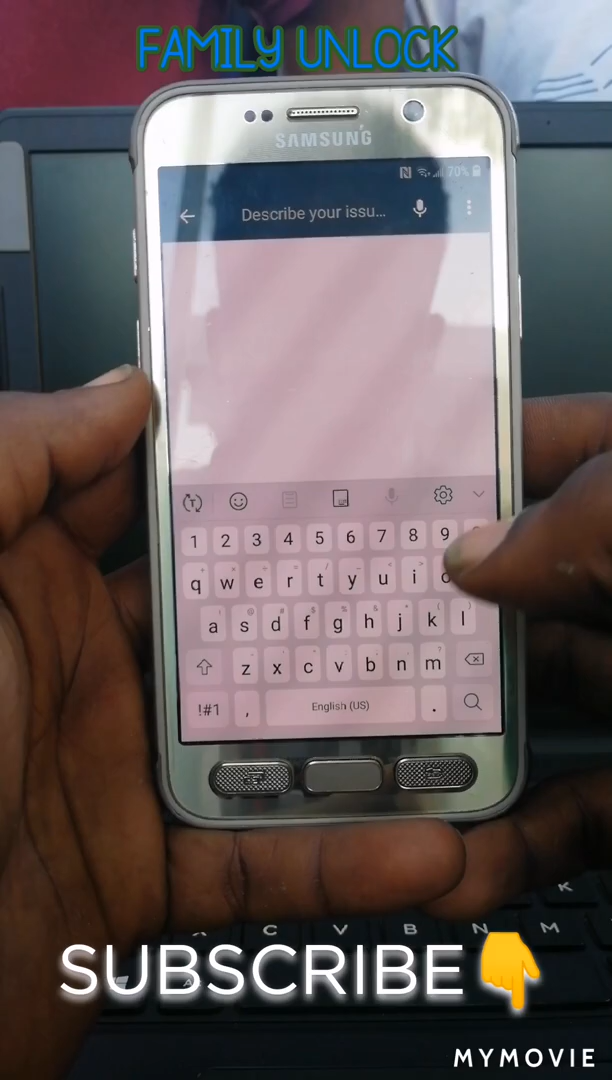 FAMILY UNLOCK
SAMSUNG
70%
Describe your issu...
1 2 3 4 5 6 7 8 9
q w e r t y u i o
a s d f g h j k l
z x c v b n m
!#1 , English (US) .
K
C V B N M
SUBSCRIBE👇
MYMOVIE